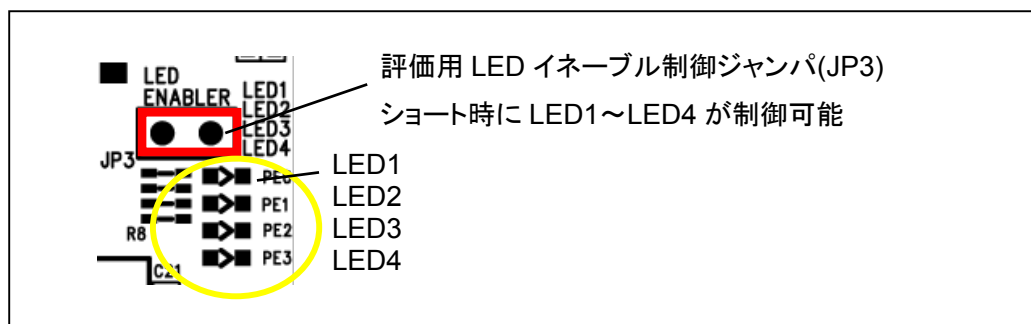 評価用 LED イネーブル制御ジャンパ(JP3)
ショート時に LED1～LED4 が制御可能
LED
ENABLER
LED1
LED2
LED3
LED4
JP3
PE0
PE1
PE2
PE3
R8
C21
LED1
LED2
LED3
LED4